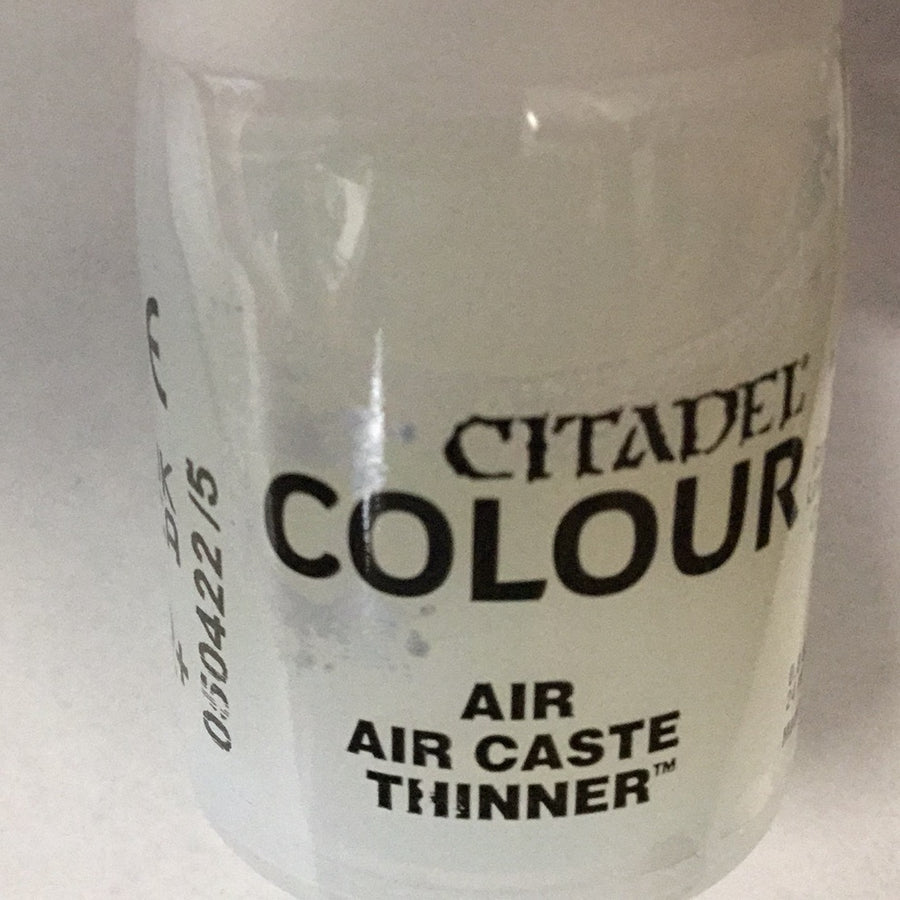 CITADEL
COLOUR
AIR
AIR CASTE
THINNER™
050422/5